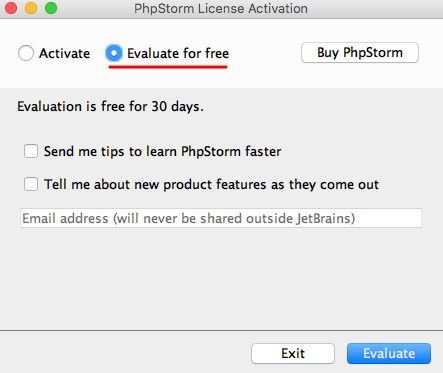 PhpStorm License Activation
Activate Evaluate for free Buy PhpStorm
Evaluation is free for 30 days.
Send me tips to learn PhpStorm faster
Tell me about new product features as they come out
Email address (will never be shared outside JetBrains)
Exit Evaluate